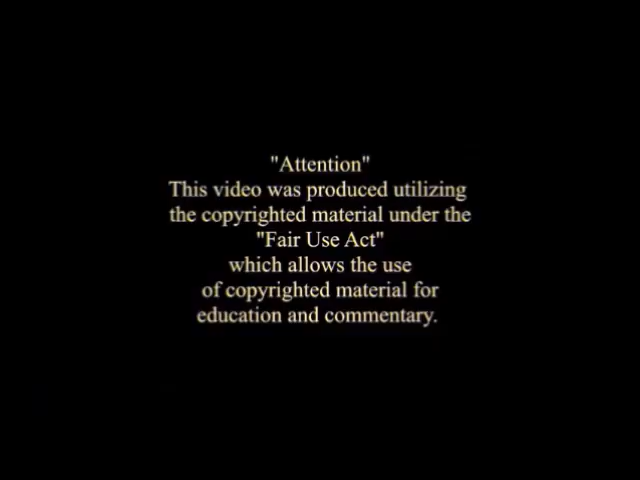 "Attention"
This video was produced utilizing
the copyrighted material under the
"Fair Use Act"
which allows the use
of copyrighted material for
education and commentary.